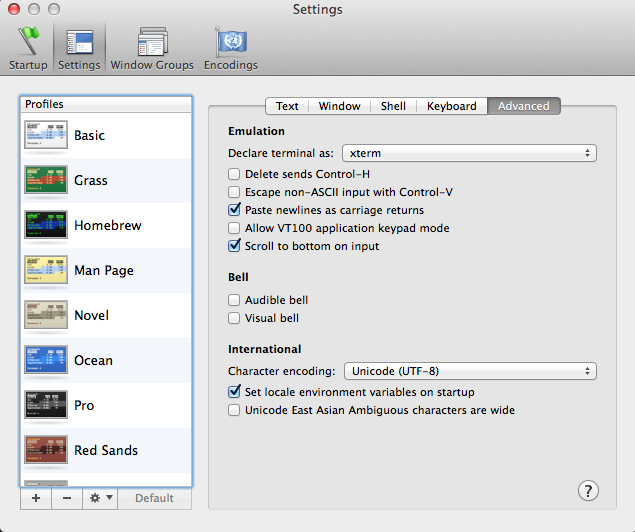 Settings
Startup Settings Window Groups Encodings
Profiles
Basic
Grass
Homebrew
Man Page
Novel
Ocean
Pro
Red Sands
+ − Default
Text Window Shell Keyboard Advanced
Emulation
Declare terminal as: xterm
Delete sends Control-H
Escape non-ASCII input with Control-V
Paste newlines as carriage returns
Allow VT100 application keypad mode
Scroll to bottom on input
Bell
Audible bell
Visual bell
International
Character encoding: Unicode (UTF-8)
Set locale environment variables on startup
Unicode East Asian Ambiguous characters are wide
?